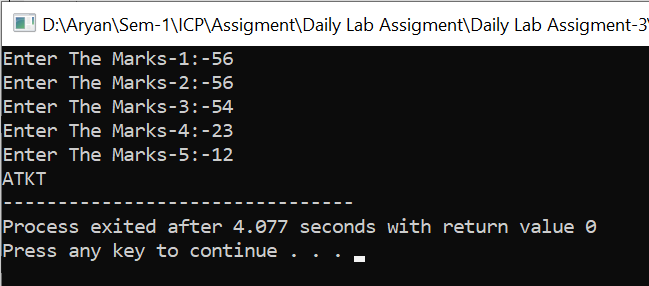 D:\Aryan\Sem-1\ICP\Assigment\Daily Lab Assigment\Daily Lab Assigment-3\
Enter The Marks-1:-56
Enter The Marks-2:-56
Enter The Marks-3:-54
Enter The Marks-4:-23
Enter The Marks-5:-12
ATKT
--------------------------------
Process exited after 4.077 seconds with return value 0
Press any key to continue . . .